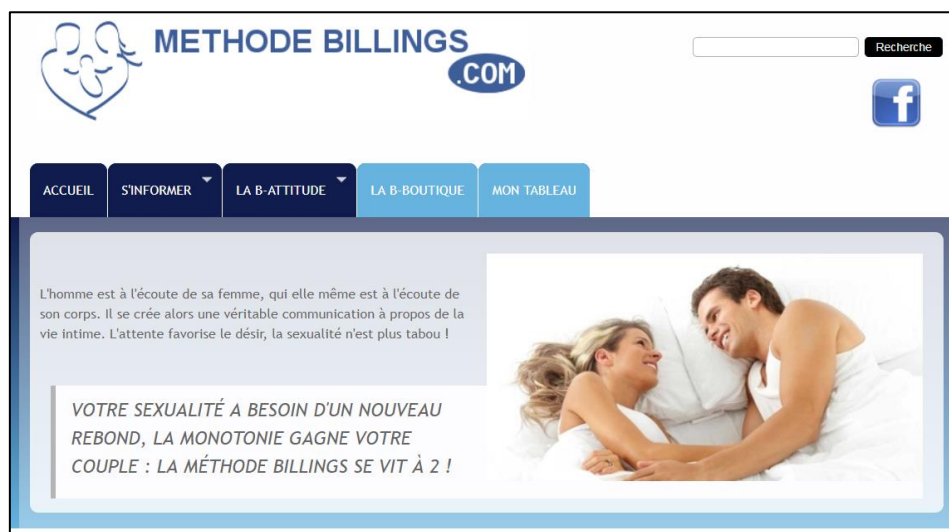 METHODE BILLINGS
.COM
Recherche
f
ACCUEIL
S'INFORMER
LA B-ATTITUDE
LA B-BOUTIQUE
MON TABLEAU
L'homme est à l'écoute de sa femme, qui elle même est à l'écoute de
son corps. Il se crée alors une véritable communication à propos de la
vie intime. L'attente favorise le désir, la sexualité n'est plus tabou !
VOTRE SEXUALITÉ A BESOIN D'UN NOUVEAU
REBOND, LA MONOTONIE GAGNE VOTRE
COUPLE : LA MÉTHODE BILLINGS SE VIT À 2 !